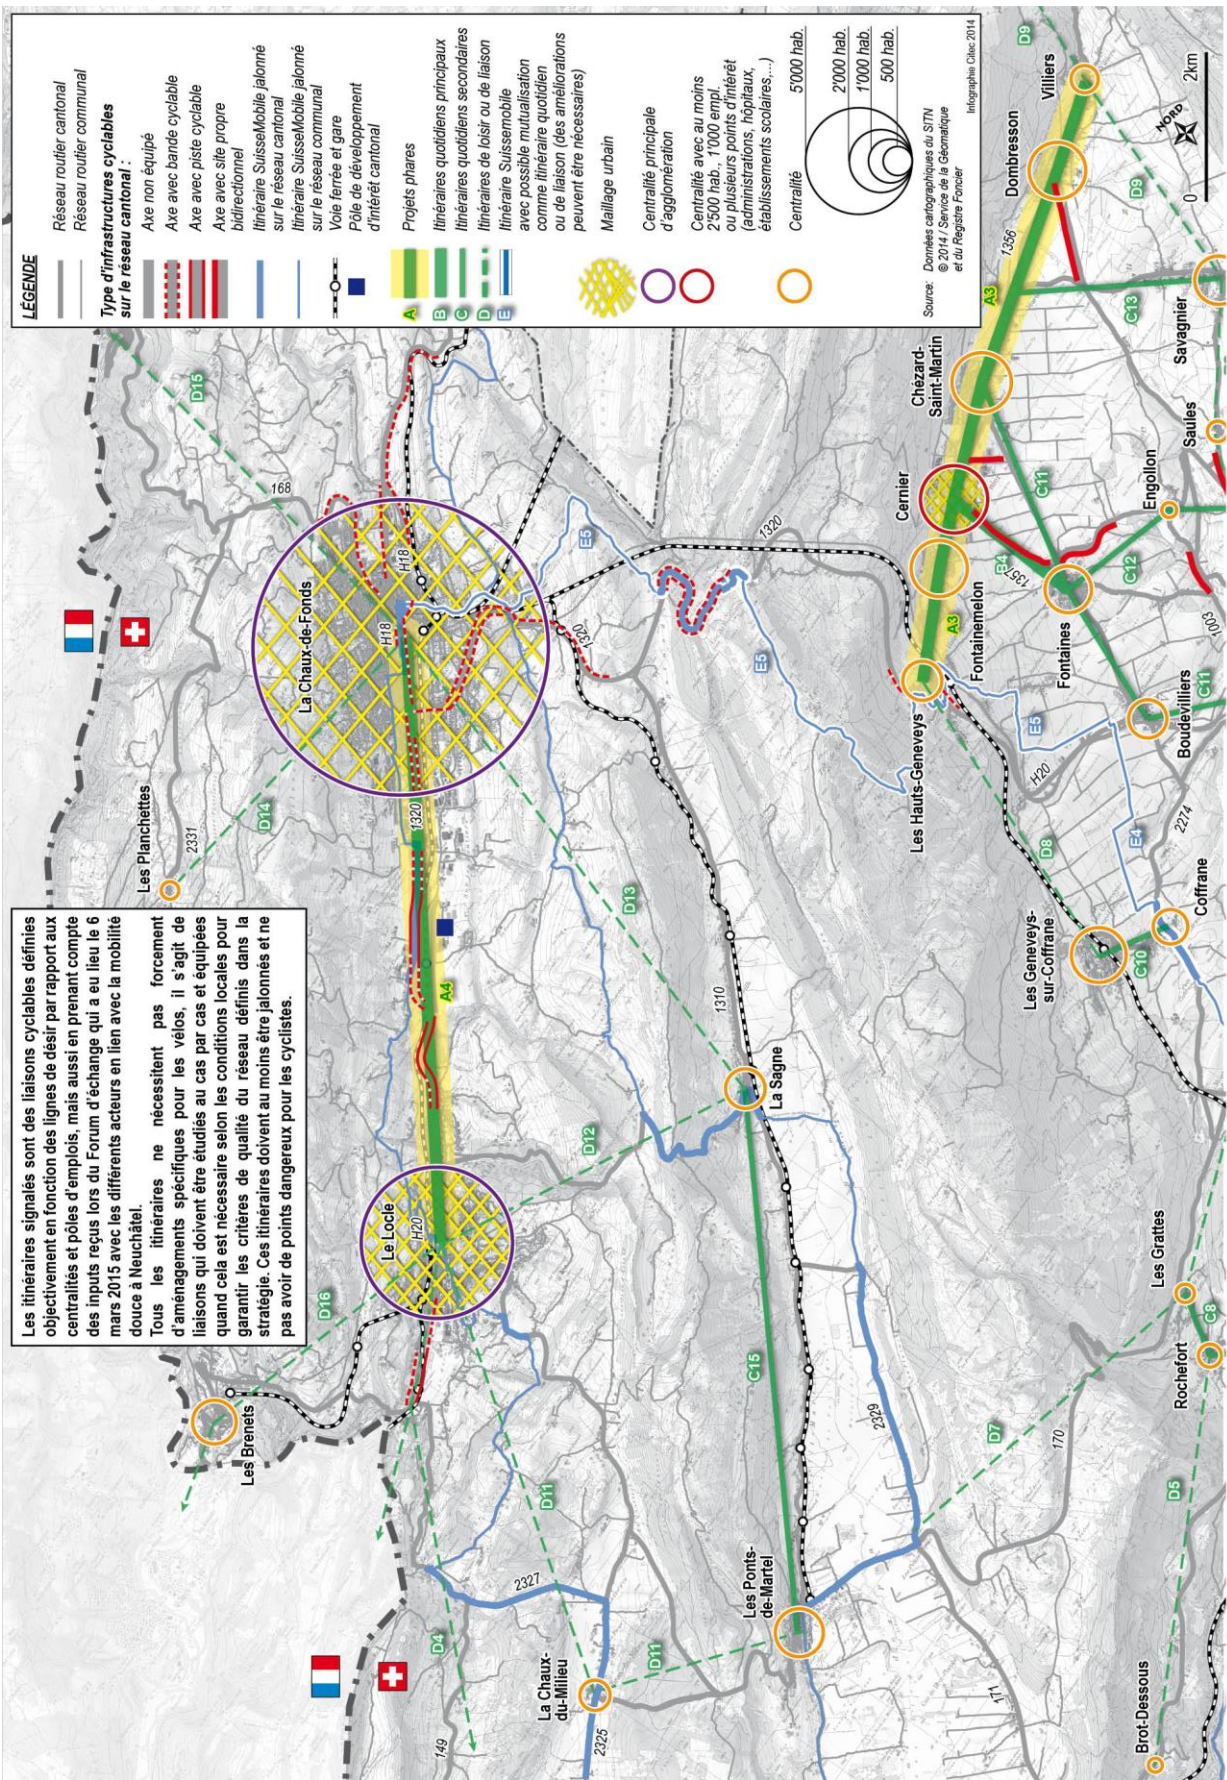 Les itinéraires signalés sont des liaisons cyclables définies
objectivement en fonction des lignes de désir par rapport aux
centralités et pôles d'emplois, mais aussi en prenant compte
des inputs reçus lors du Forum d'échange qui a eu lieu le 6
mars 2015 avec les différents acteurs en lien avec la mobilité
douce à Neuchâtel.
Tous les itinéraires ne nécessitent pas forcement
d'aménagements spécifiques pour les vélos, il s'agit de
liaisons qui doivent être étudiés au cas par cas et équipées
quand cela est nécessaire selon les conditions locales pour
garantir les critères de qualité du réseau définis dans la
stratégie. Ces itinéraires doivent au moins être jalonnés et ne
pas avoir de points dangereux pour les cyclistes.
LÉGENDE
Réseau routier cantonal
Réseau routier communal
Type d'infrastructures cyclables
sur le réseau cantonal :
Axe non équipé
Axe avec bande cyclable
Axe avec piste cyclable
Axe avec site propre
bidirectionnel
Itinéraire SuisseMobile jalonné
sur le réseau cantonal
Itinéraire SuisseMobile jalonné
sur le réseau communal
Voie ferrée et gare
Pôle de développement
d'intérêt cantonal
A Projets phares
B Itinéraires quotidiens principaux
C Itinéraires quotidiens secondaires
D Itinéraires de loisir ou de liaison
E Itinéraire Suissemobile
avec possible mutualisation
comme itinéraire quotidien
ou de liaison (des améliorations
peuvent être nécessaires)
Maillage urbain
Centralité principale
d'agglomération
Centralité avec au moins
2'500 hab., 1'000 empl.
ou plusieurs points d'intérêt
(administrations, hôpitaux,
établissements scolaires,...)
Centralité
5'000 hab.
2'000 hab.
1'000 hab.
500 hab.
Source: Données cartographiques du SITN
© 2014 / Service de la Géomatique
et du Registre Foncier
Infographie Citec 2014
Les Brenets
D16
Les Planchettes
2331
D14
La Chaux-de-Fonds
168
D15
H18
H18
1320
A4
Le Locle
H20
D4
149
2327
D11
D11
La Chaux-
du-Milieu
2325
D12
D13
La Sagne
1310
C15
Les Ponts-
de-Martel
2329
171
170
D7
D5
Brot-Dessous
Rochefort
C8
Les Grattes
1320
E5
E5
E5
1320
Les Hauts-Geneveys
A3
Fontainemelon
Cernier
Chézard-
Saint-Martin
A3
1356
Dombresson
Villiers
D9
D9
B4
1357
Fontaines
C11
C12
Engollon
C13
Savagnier
Saules
1003
C11
Boudevilliers
H20
D8
Les Geneveys-
sur-Coffrane
C10
Coffrane
E4
2274
NORD
0
2km